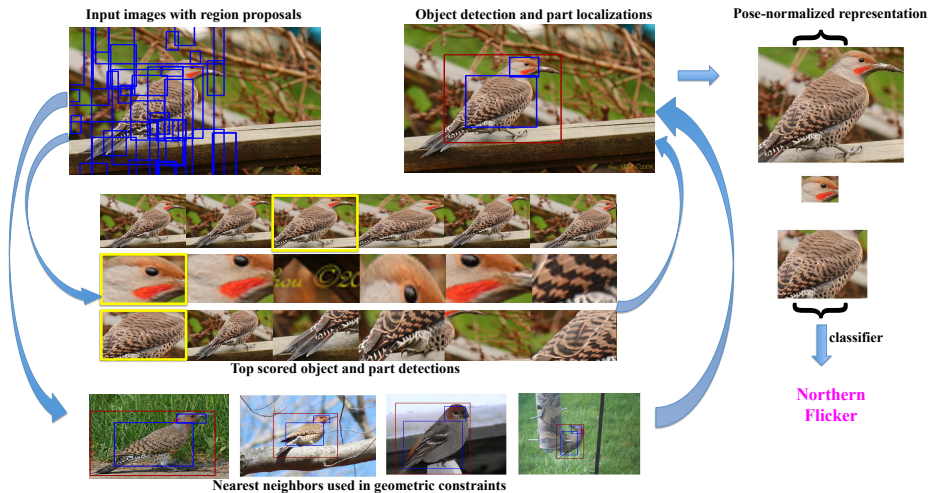 Input images with region proposals
Object detection and part localizations
Pose-normalized representation
©20
Top scored object and part detections
classifier
Northern
Flicker
Nearest neighbors used in geometric constraints